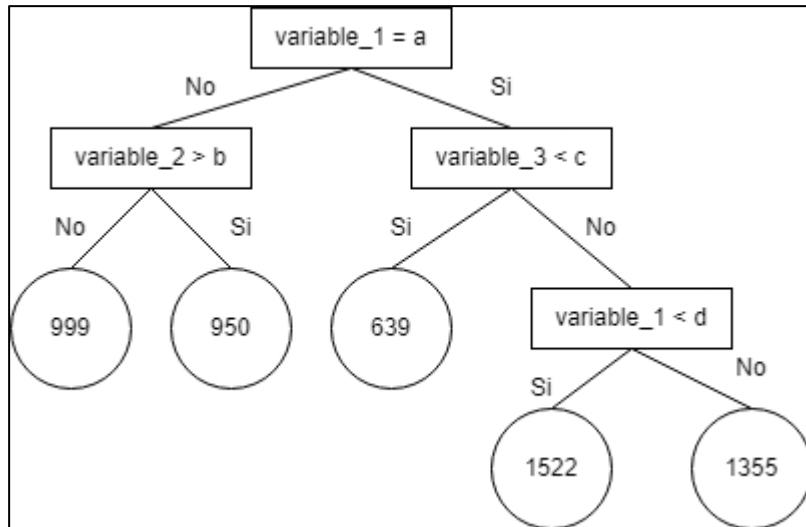 variable_1 = a
No
Si
variable_2 > b
variable_3 < c
No
Si
Si
No
999
950
639
variable_1 < d
Si
No
1522
1355